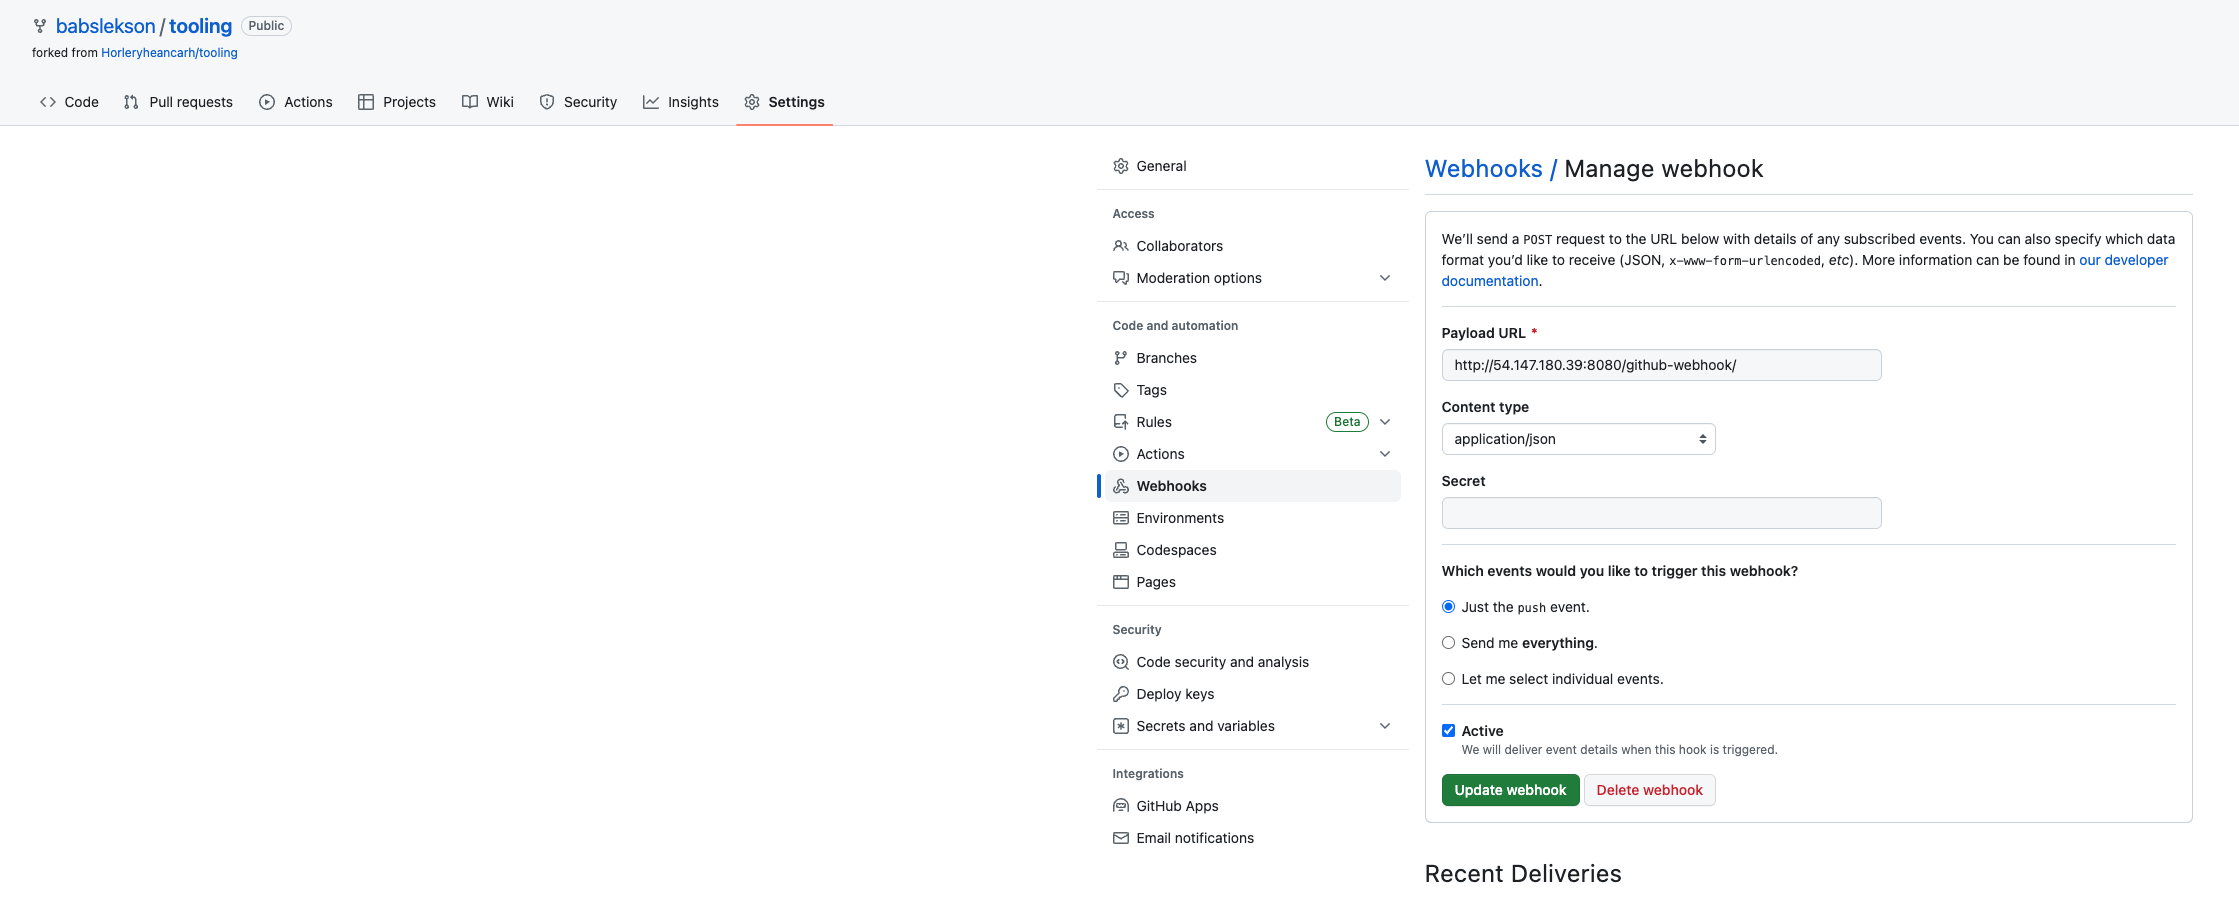 babslekson / tooling Public
forked from Horleryheancarh/tooling
Code Pull requests Actions Projects Wiki Security Insights Settings
General
Access
Collaborators
Moderation options
Code and automation
Branches
Tags
Rules Beta
Actions
Webhooks
Environments
Codespaces
Pages
Security
Code security and analysis
Deploy keys
Secrets and variables
Integrations
GitHub Apps
Email notifications
Webhooks / Manage webhook
We'll send a POST request to the URL below with details of any subscribed events. You can also specify which data
format you'd like to receive (JSON, x-www-form-urlencoded, etc). More information can be found in our developer
documentation.
Payload URL *
http://54.147.180.39:8080/github-webhook/
Content type
application/json
Secret
Which events would you like to trigger this webhook?
Just the push event.
Send me everything.
Let me select individual events.
Active
We will deliver event details when this hook is triggered.
Update webhook Delete webhook
Recent Deliveries